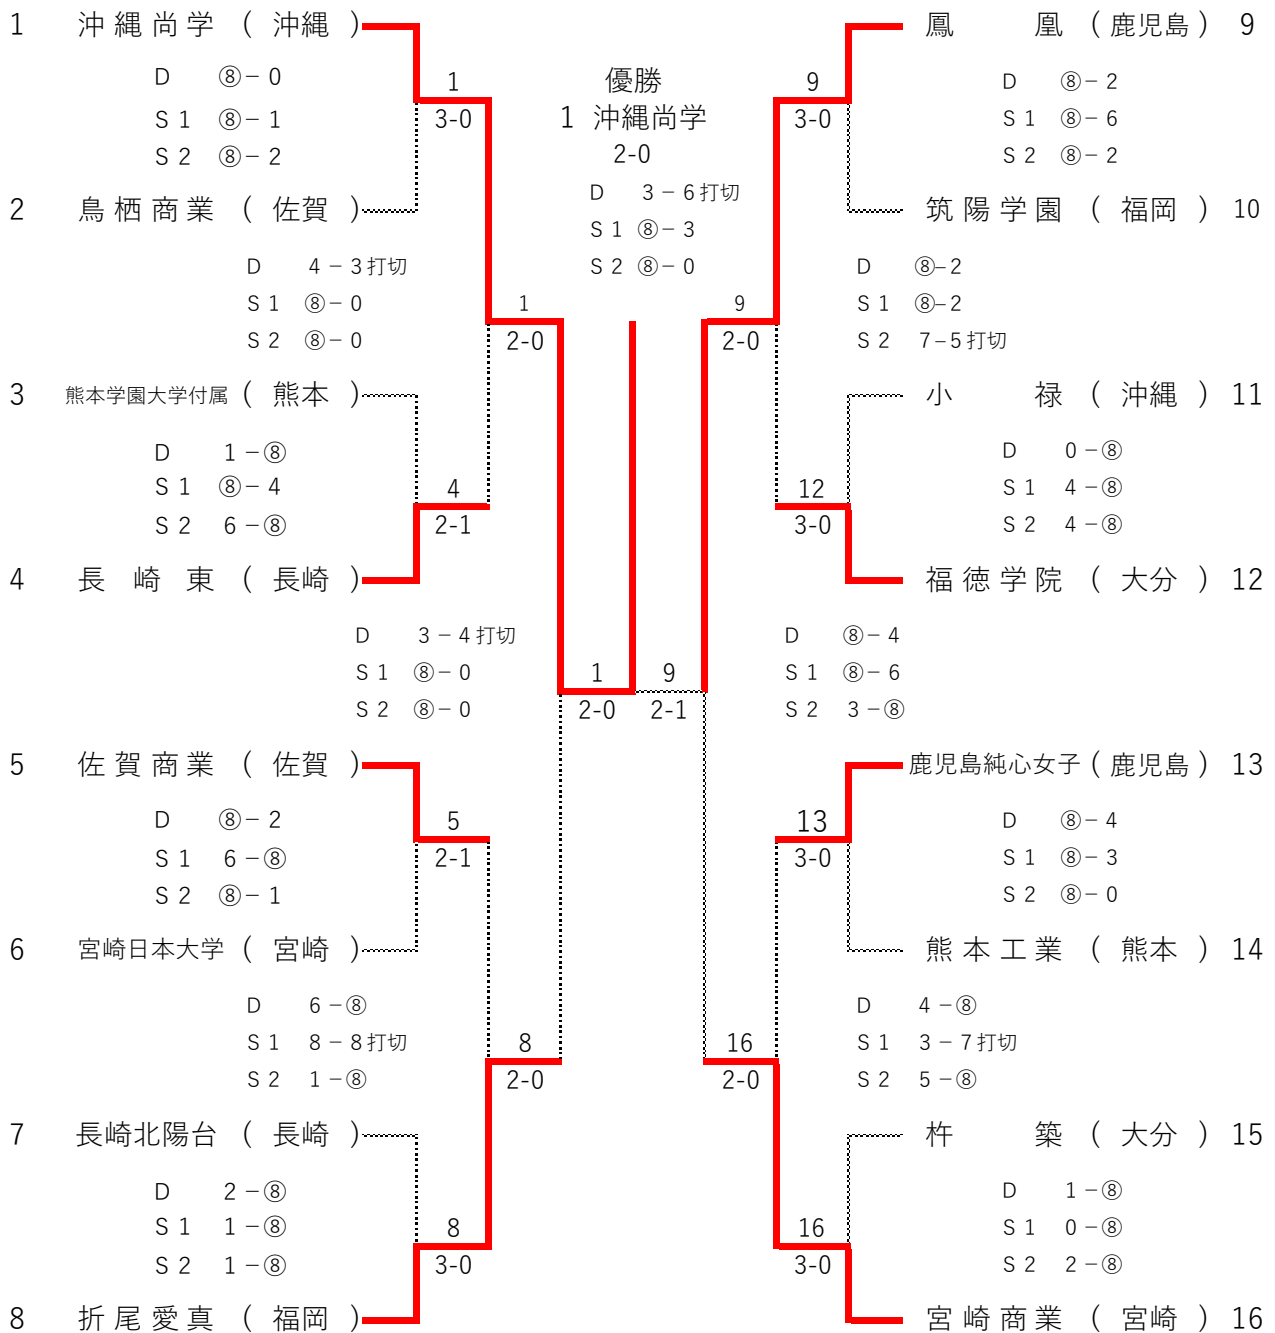 1 沖縄尚学 ( 沖縄 )
D ⑧－0
S1 ⑧－1
S2 ⑧－2
1
3-0
2 鳥栖商業 ( 佐賀 )
D 4－3打切
S1 ⑧－0
S2 ⑧－0
1
2-0
3 熊本学園大学付属 ( 熊本 )
D 1－⑧
S1 ⑧－4
S2 6－⑧
4
2-1
4 長崎東 ( 長崎 )
D 3－4打切
S1 ⑧－0
S2 ⑧－0
1
2-0
5 佐賀商業 ( 佐賀 )
D ⑧－2
S1 6－⑧
S2 ⑧－1
5
2-1
6 宮崎日本大学 ( 宮崎 )
D 6－⑧
S1 8－8打切
S2 1－⑧
8
2-0
7 長崎北陽台 ( 長崎 )
D 2－⑧
S1 1－⑧
S2 1－⑧
8
3-0
8 折尾愛真 ( 福岡 )
優勝
1 沖縄尚学
2-0
D 3－6打切
S1 ⑧－3
S2 ⑧－0
鳳凰 ( 鹿児島 ) 9
9
3-0
D ⑧－2
S1 ⑧－6
S2 ⑧－2
筑陽学園 ( 福岡 ) 10
9
2-0
D ⑧–2
S1 ⑧–2
S2 7–5打切
小禄 ( 沖縄 ) 11
12
3-0
D 0－⑧
S1 4－⑧
S2 4－⑧
福徳学院 ( 大分 ) 12
9
2-1
D ⑧－4
S1 ⑧－6
S2 3－⑧
鹿児島純心女子 ( 鹿児島 ) 13
13
3-0
D ⑧－4
S1 ⑧－3
S2 ⑧－0
熊本工業 ( 熊本 ) 14
16
2-0
D 4－⑧
S1 3－7打切
S2 5－⑧
杵築 ( 大分 ) 15
16
3-0
D 1－⑧
S1 0－⑧
S2 2－⑧
宮崎商業 ( 宮崎 ) 16